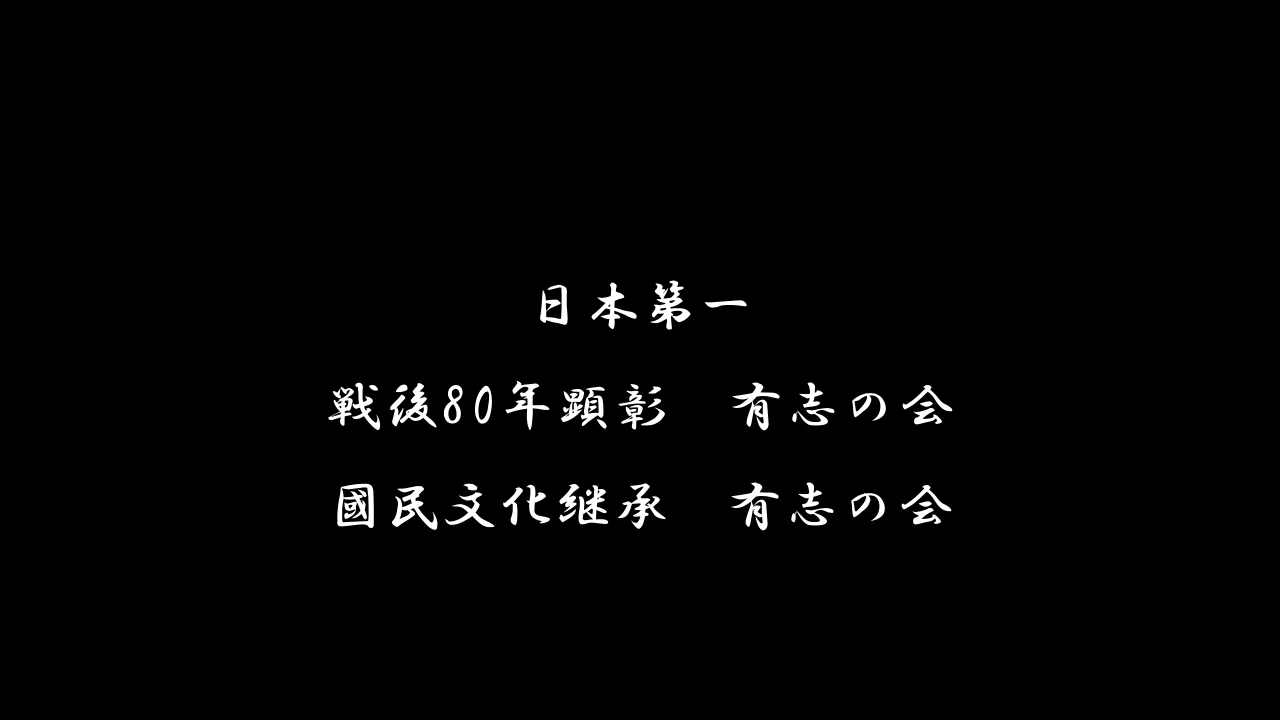 日本第一
戦後80年顕彰　有志の会
國民文化継承　有志の会